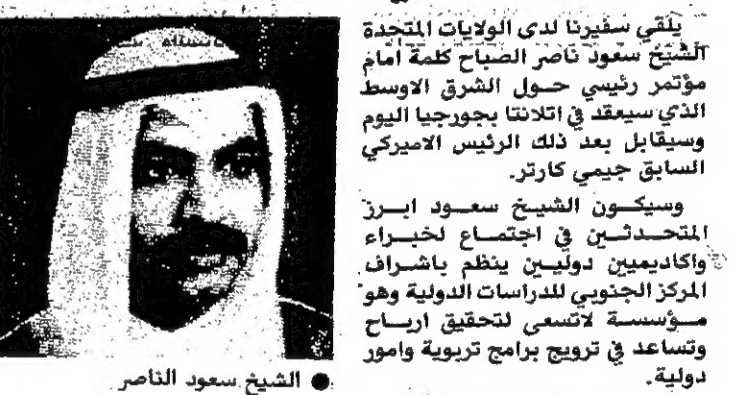 يلقي سفيرنا لدى الولايات المتحدة
الشيخ سعود ناصر الصباح كلمة امام
مؤتمر رئيسي حول الشرق الاوسط
الذي سيعقد في اتلانتا بجورجيا اليوم
وسيقابل بعد ذلك الرئيس الاميركي
السابق جيمي كارتر.
وسيكون الشيخ سعود ابرز
المتحدثين في اجتماع لخبراء
واكاديميين دوليين ينظم باشراف
المركز الجنوبي للدراسات الدولية وهو
مؤسسة لاتسعى لتحقيق ارباح
وتساعد في ترويج برامج تربوية وامور
دولية.
● الشيخ سعود الناصر